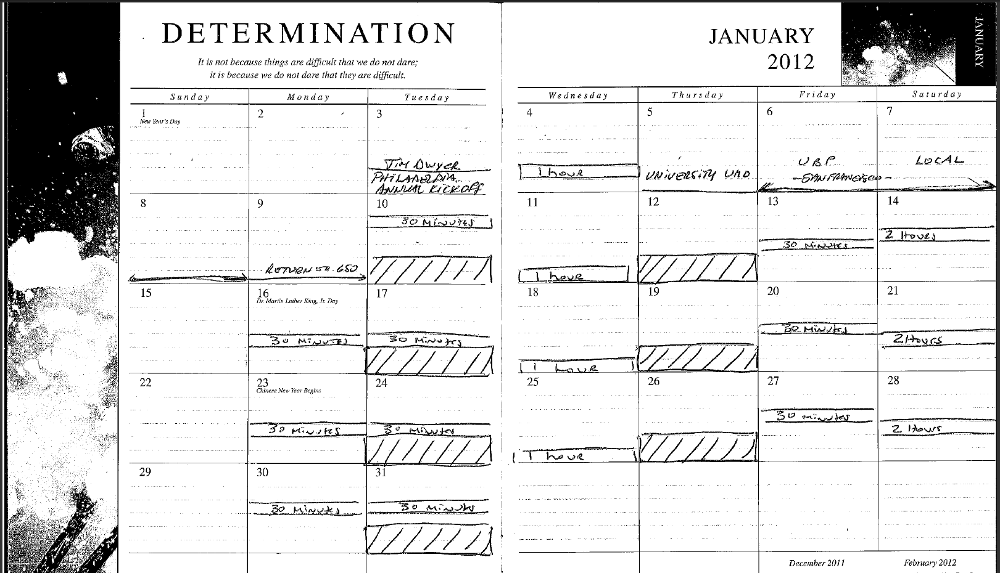 DETERMINATION
It is not because things are difficult that we do not dare;
it is because we do not dare that they are difficult.
JANUARY
2012
JANUARY
Sunday Monday Tuesday Wednesday Thursday Friday Saturday
1 2 3 4 5 6 7
New Year's Day
Tim Dwyer
PHILADELPHIA
ANNUAL KICKOFF
1 hour
UNIVERSITY UMD
UBP LOCAL
-SAN FRANCISCO-
8 9 10 11 12 13 14
30 MINUTES
30 MINUTES
2 Hours
RETURN 650
1 hour
15 16 17 18 19 20 21
Dr. Martin Luther King, Jr. Day
30 MINUTES
30 MINUTES
30 MINUTES
2 Hours
1 hour
22 23 24 25 26 27 28
Chinese New Year Begins
30 MINUTES
30 MINUTES
30 MINUTES
2 Hours
1 hour
29 30 31
30 MINUTES
30 MINUTES
December 2011 February 2012